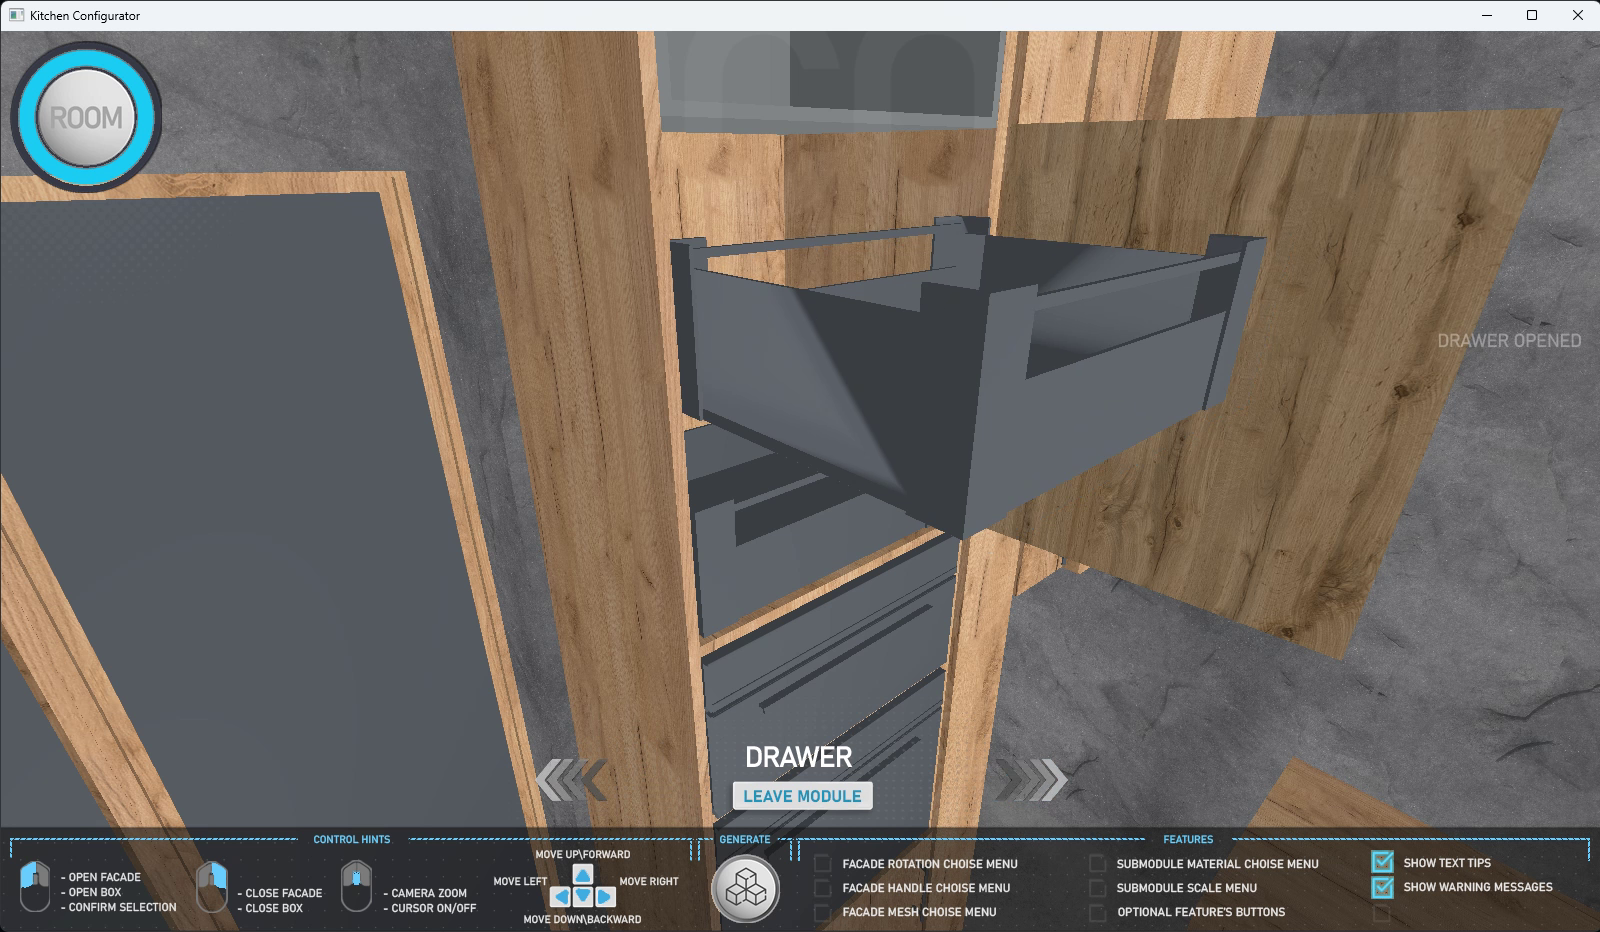 Kitchen Configurator
ROOM
DRAWER OPENED
DRAWER
LEAVE MODULE
CONTROL HINTS
GENERATE
FEATURES
- OPEN FACADE
- OPEN BOX
- CONFIRM SELECTION
- CLOSE FACADE
- CLOSE BOX
- CAMERA ZOOM
- CURSOR ON/OFF
MOVE UP\FORWARD
MOVE LEFT
MOVE RIGHT
MOVE DOWN\BACKWARD
FACADE ROTATION CHOISE MENU
FACADE HANDLE CHOISE MENU
FACADE MESH CHOISE MENU
SUBMODULE MATERIAL CHOISE MENU
SUBMODULE SCALE MENU
OPTIONAL FEATURE'S BUTTONS
SHOW TEXT TIPS
SHOW WARNING MESSAGES